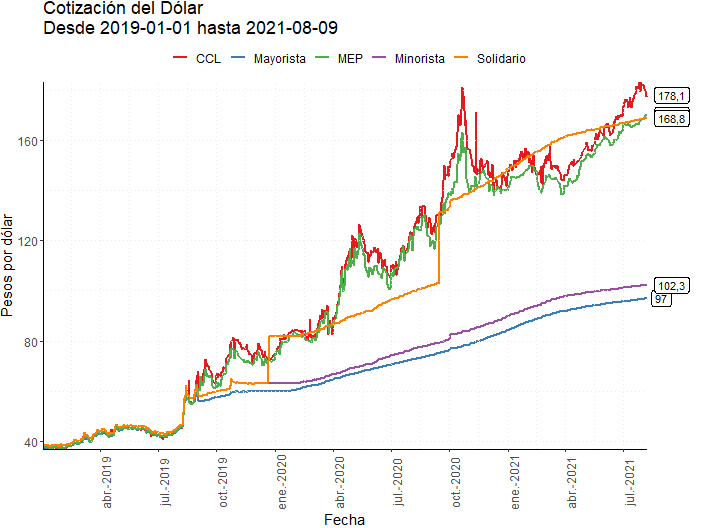 Cotización del Dólar
Desde 2019-01-01 hasta 2021-08-09
CCL Mayorista MEP Minorista Solidario
Pesos por dólar
160
120
80
40
178,1
168,8
102,3
97
abr.-2019
jul.-2019
oct.-2019
ene.-2020
abr.-2020
jul.-2020
oct.-2020
ene.-2021
abr.-2021
jul.-2021
Fecha